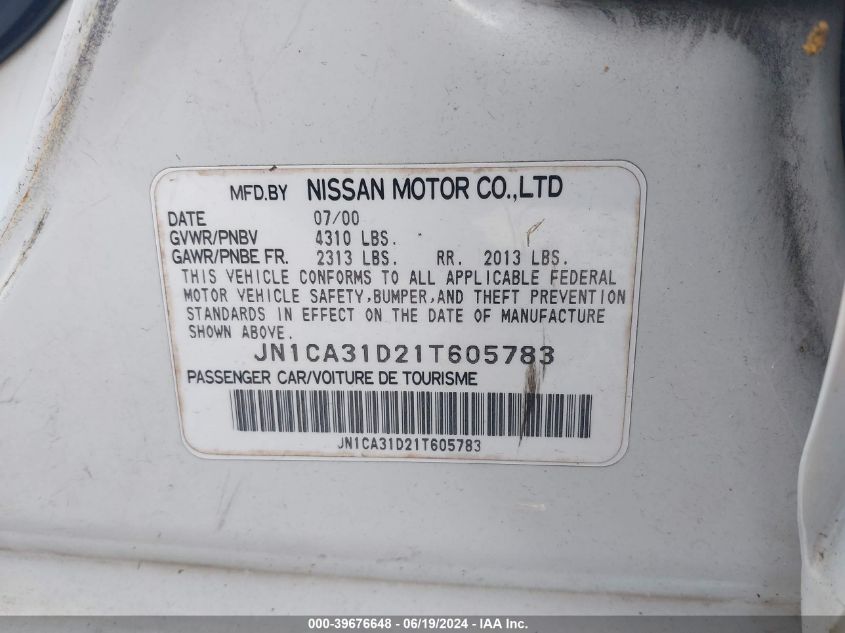 MFD.BY NISSAN MOTOR CO.,LTD
DATE 07/00
GVWR/PNBV 4310 LBS.
GAWR/PNBE FR. 2313 LBS. RR. 2013 LBS.
THIS VEHICLE CONFORMS TO ALL APPLICABLE FEDERAL
MOTOR VEHICLE SAFETY,BUMPER,AND THEFT PREVENTION
STANDARDS IN EFFECT ON THE DATE OF MANUFACTURE
SHOWN ABOVE.
JN1CA31D21T605783
PASSENGER CAR/VOITURE DE TOURISME
JN1CA31D21T605783
000-39676648 - 06/19/2024 - IAA Inc.